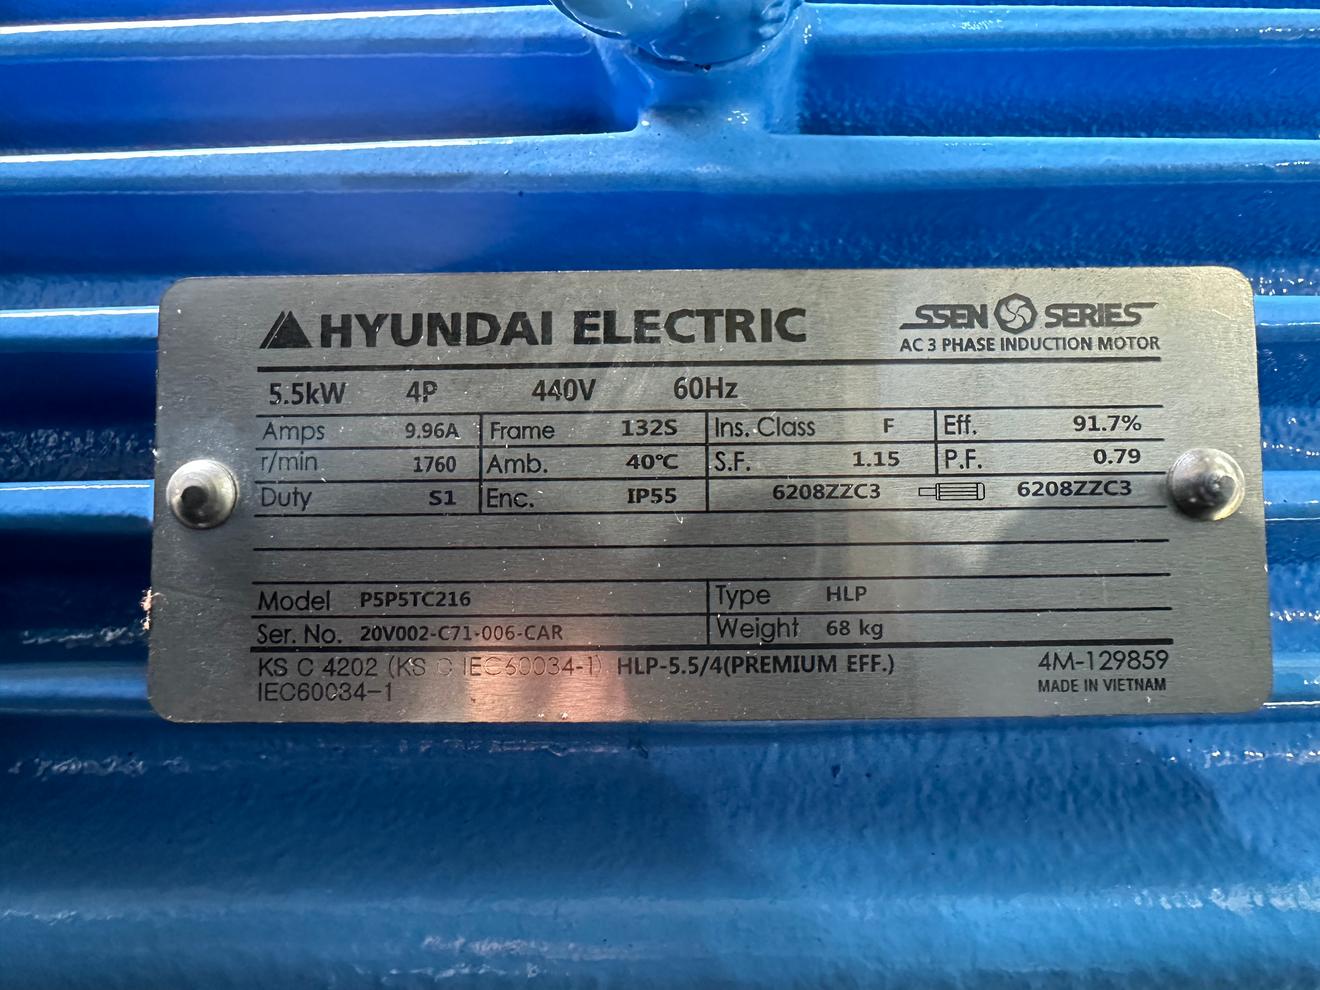 HYUNDAI ELECTRIC
SSEN SERIES
AC 3 PHASE INDUCTION MOTOR
5.5kW 4P 440V 60Hz
Amps 9.96A Frame 132S Ins. Class F Eff. 91.7%
r/min 1760 Amb. 40°C S.F. 1.15 P.F. 0.79
Duty S1 Enc. IP55 6208ZZC3 6208ZZC3
Model P5P5TC216 Type HLP
Ser. No. 20V002-C71-006-CAR Weight 68 kg
KS C 4202 (KS C IEC60034-1) HLP-5.5/4(PREMIUM EFF.) 4M-129859
IEC60034-1 MADE IN VIETNAM